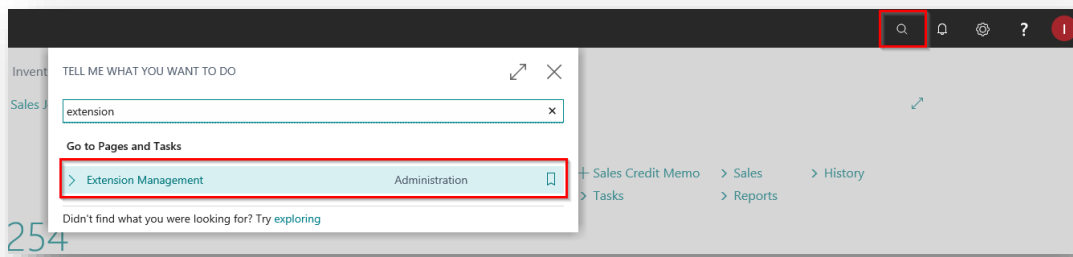 ?
I
Invent
TELL ME WHAT YOU WANT TO DO
Sales J
extension
Go to Pages and Tasks
Extension Management Administration
Sales Credit Memo > Sales > History
> Tasks > Reports
Didn't find what you were looking for? Try exploring
254